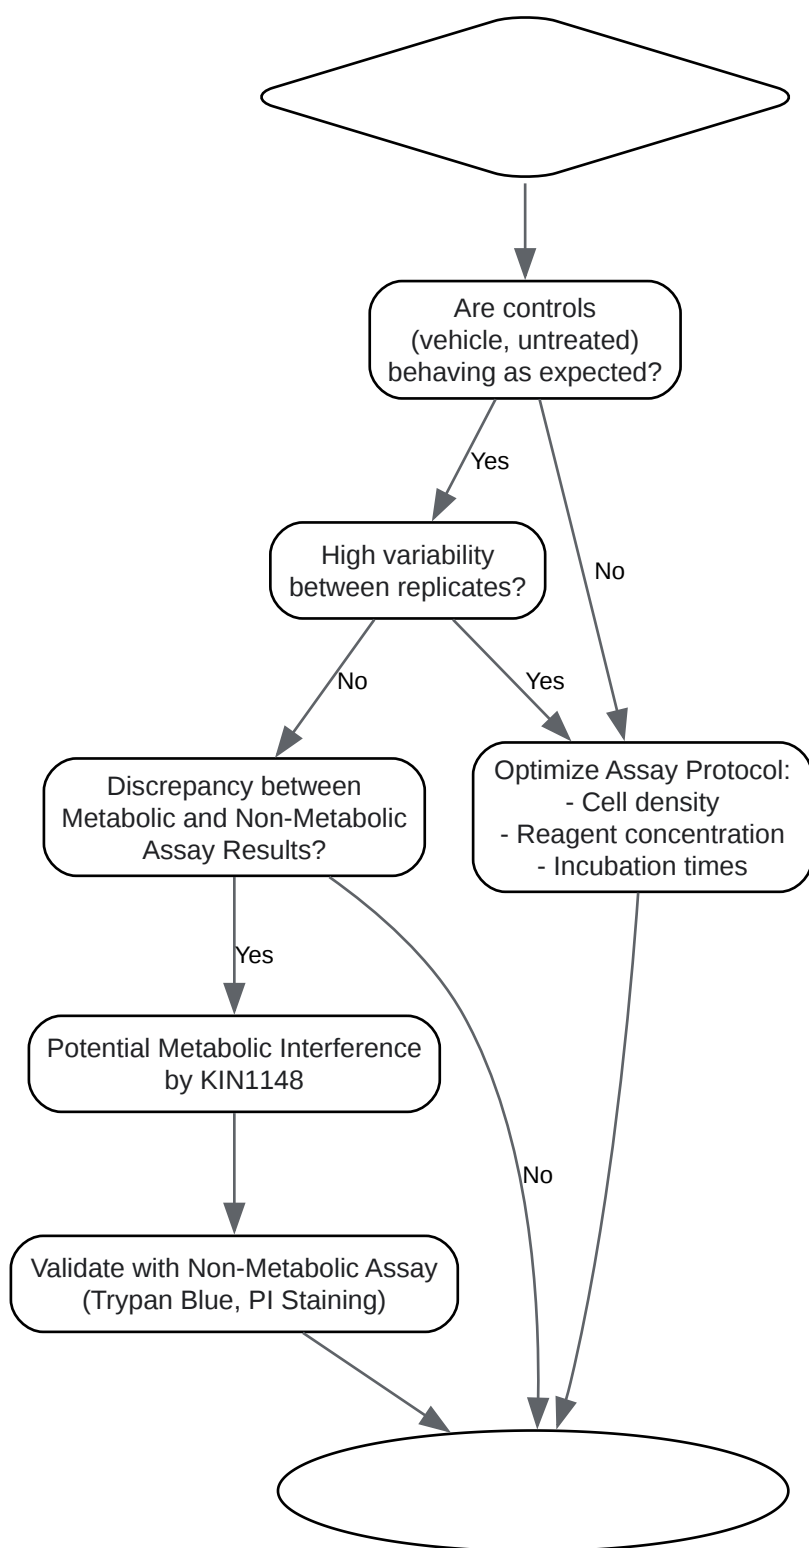 Are controls
(vehicle, untreated)
behaving as expected?
Yes
High variability
between replicates?
No
No
Yes
Discrepancy between
Metabolic and Non-Metabolic
Assay Results?
Optimize Assay Protocol:
- Cell density
- Reagent concentration
- Incubation times
Yes
Potential Metabolic Interference
by KIN1148
No
Validate with Non-Metabolic Assay
(Trypan Blue, PI Staining)